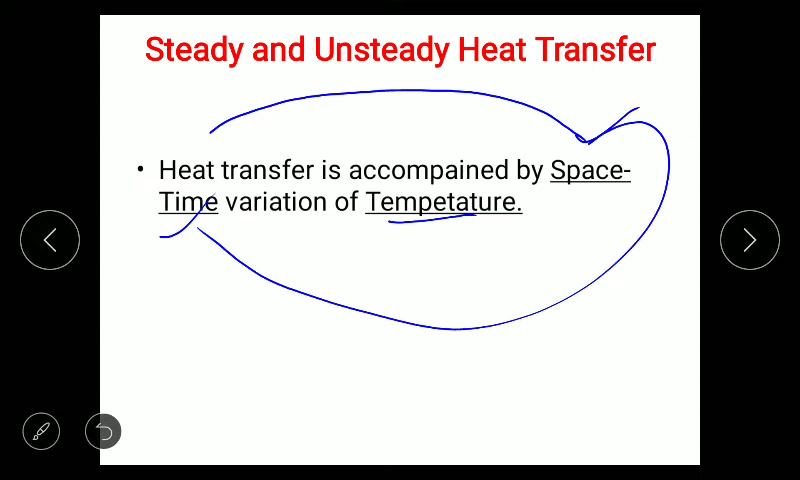 Steady and Unsteady Heat Transfer
• Heat transfer is accompained by Space-
Time variation of Tempetature.